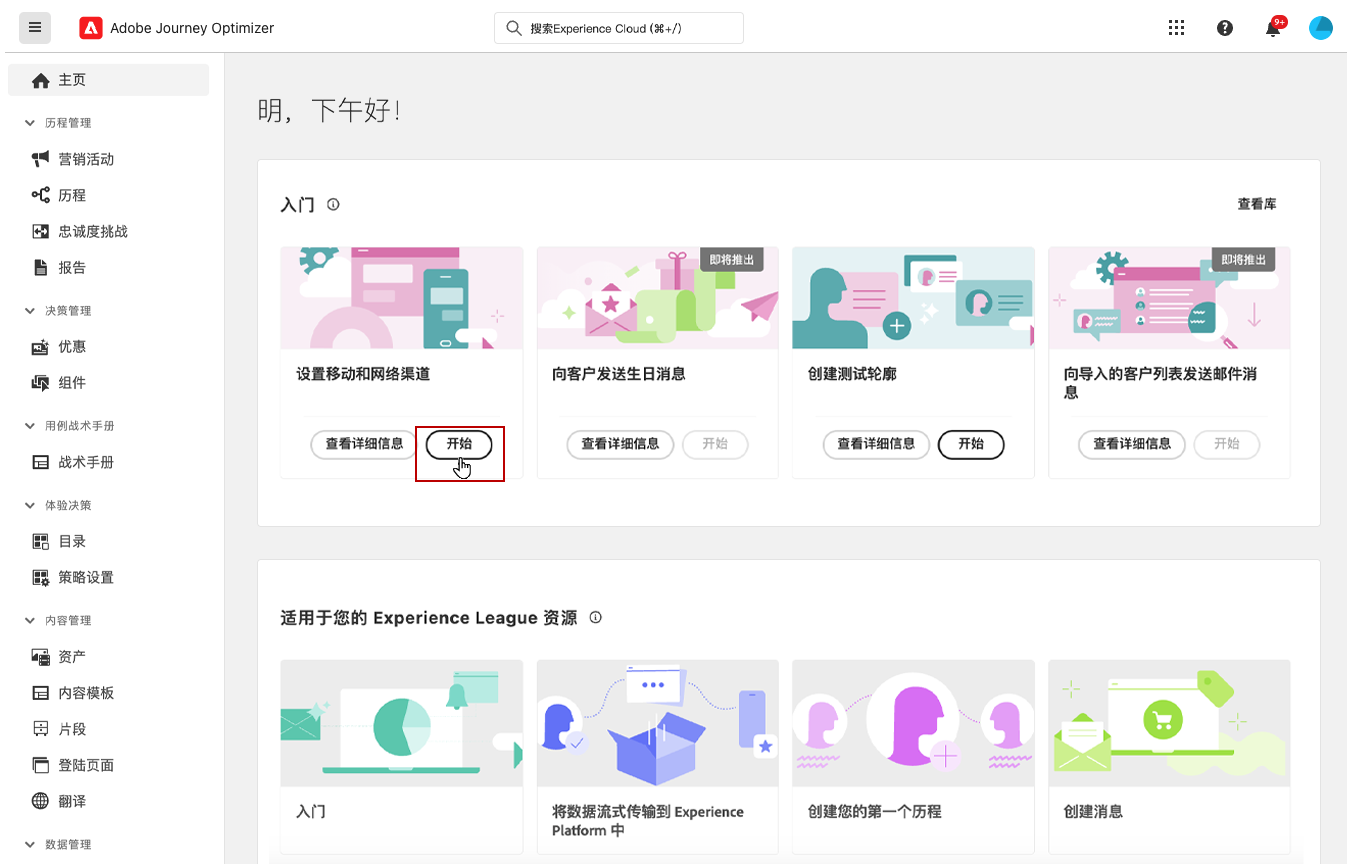 Adobe Journey Optimizer
搜索Experience Cloud (⌘+/)
9+
主页
历程管理
营销活动
历程
忠诚度挑战
报告
决策管理
优惠
组件
用例战术手册
战术手册
体验决策
目录
策略设置
内容管理
资产
内容模板
片段
登陆页面
翻译
数据管理
明，下午好！
入门
查看库
设置移动和网络渠道
查看详细信息
开始
即将推出
向客户发送生日消息
查看详细信息
开始
创建测试轮廓
查看详细信息
开始
即将推出
向导入的客户列表发送邮件消
息
查看详细信息
开始
适用于您的 Experience League 资源
入门
将数据流式传输到 Experience
Platform 中
创建您的第一个历程
创建消息